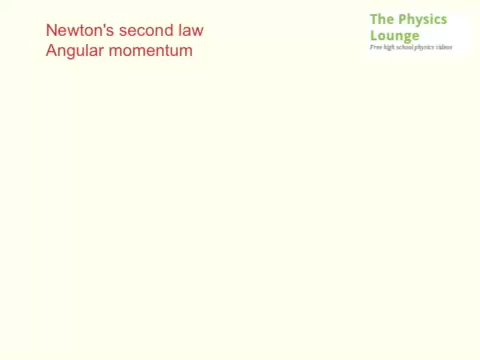 Newton's second law
Angular momentum
The Physics
Lounge
Free high school physics videos